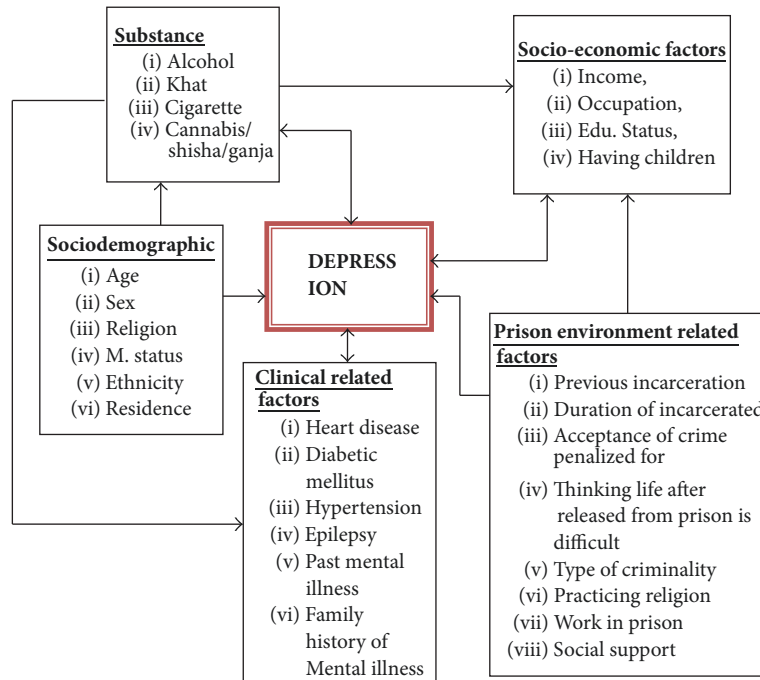 Substance
(i) Alcohol
(ii) Khat
(iii) Cigarette
(iv) Cannabis/
shisha/ganja
Socio-economic factors
(i) Income,
(ii) Occupation,
(iii) Edu. Status,
(iv) Having children
Sociodemographic
(i) Age
(ii) Sex
(iii) Religion
(iv) M. status
(v) Ethnicity
(vi) Residence
DEPRESS
ION
Clinical related
factors
(i) Heart disease
(ii) Diabetic
mellitus
(iii) Hypertension
(iv) Epilepsy
(v) Past mental
illness
(vi) Family
history of
Mental illness
Prison environment related
factors
(i) Previous incarceration
(ii) Duration of incarcerated
(iii) Acceptance of crime
penalized for
(iv) Thinking life after
released from prison is
difficult
(v) Type of criminality
(vi) Practicing religion
(vii) Work in prison
(viii) Social support